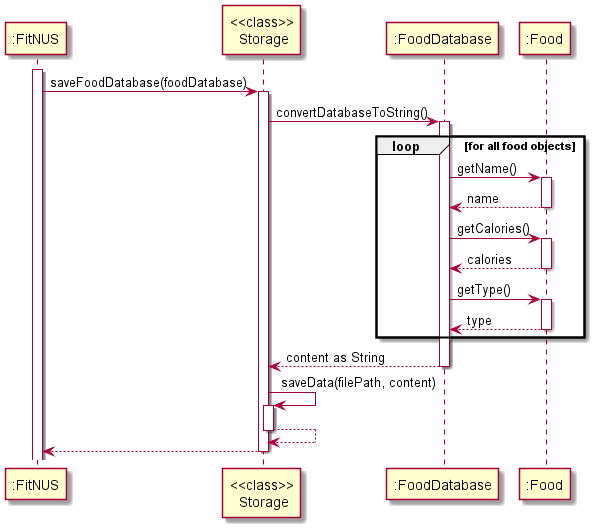 :FitNUS
<<class>>
Storage
:FoodDatabase
:Food
saveFoodDatabase(foodDatabase)
convertDatabaseToString()
loop
[for all food objects]
getName()
name
getCalories()
calories
getType()
type
content as String
saveData(filePath, content)
:FitNUS
<<class>>
Storage
:FoodDatabase
:Food